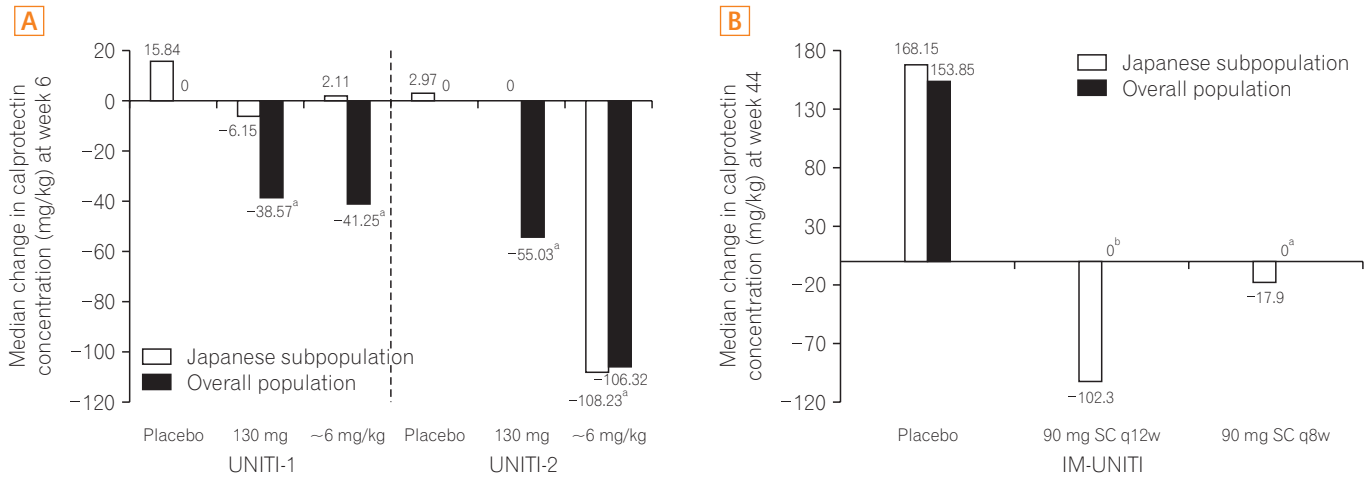 A
Median change in calprotectin
concentration (mg/kg) at week 6
20
0
−20
−40
−60
−80
−100
−120
15.84
0
−6.15
−38.57a
2.11
−41.25a
2.97
0
0
−55.03a
−106.32
−108.23a
Japanese subpopulation
Overall population
Placebo 130 mg ~6 mg/kg Placebo 130 mg ~6 mg/kg
UNITI-1 UNITI-2
B
Median change in calprotectin
concentration (mg/kg) at week 44
180
130
80
30
−20
−70
−120
168.15
153.85
0b
−102.3
0a
−17.9
Japanese subpopulation
Overall population
Placebo 90 mg SC q12w 90 mg SC q8w
IM-UNITI